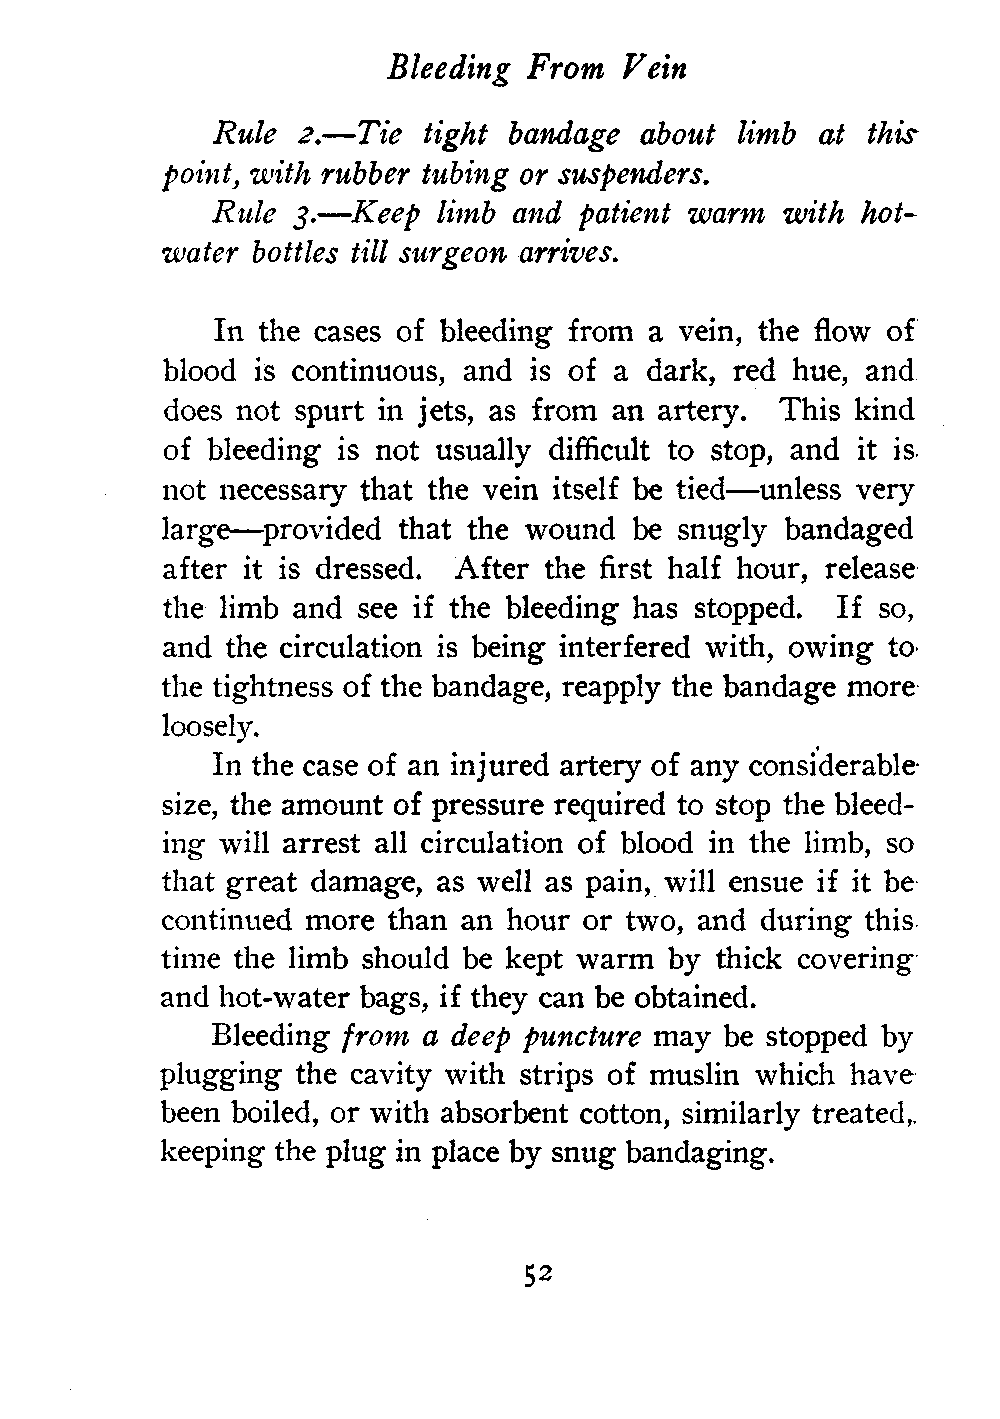 Bleeding From Vein
Rule 2.—Tie tight bandage about limb at this
point, with rubber tubing or suspenders.
Rule 3.—Keep limb and patient warm with hot-
water bottles till surgeon arrives.
In the cases of bleeding from a vein, the flow of
blood is continuous, and is of a dark, red hue, and
does not spurt in jets, as from an artery. This kind
of bleeding is not usually difficult to stop, and it is
not necessary that the vein itself be tied—unless very
large—provided that the wound be snugly bandaged
after it is dressed. After the first half hour, release
the limb and see if the bleeding has stopped. If so,
and the circulation is being interfered with, owing to
the tightness of the bandage, reapply the bandage more
loosely.
In the case of an injured artery of any considerable
size, the amount of pressure required to stop the bleed-
ing will arrest all circulation of blood in the limb, so
that great damage, as well as pain, will ensue if it be
continued more than an hour or two, and during this
time the limb should be kept warm by thick covering
and hot-water bags, if they can be obtained.
Bleeding from a deep puncture may be stopped by
plugging the cavity with strips of muslin which have
been boiled, or with absorbent cotton, similarly treated,
keeping the plug in place by snug bandaging.
52